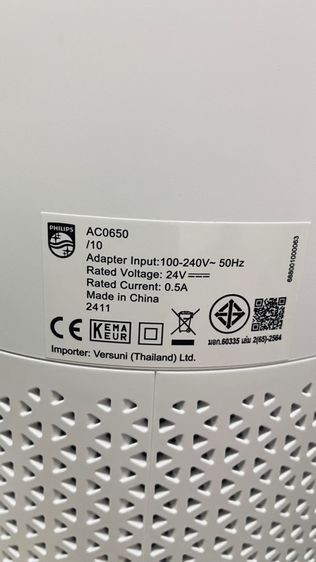 PHILIPS
AC0650
/10
Adapter Input:100-240V~ 50Hz
Rated Voltage: 24V⎓
Rated Current: 0.5A
Made in China
2411
CE KEMA EUR
มอก.60335 เล่ม 2(65)-2564
Importer: Versuni (Thailand) Ltd.
688001000063